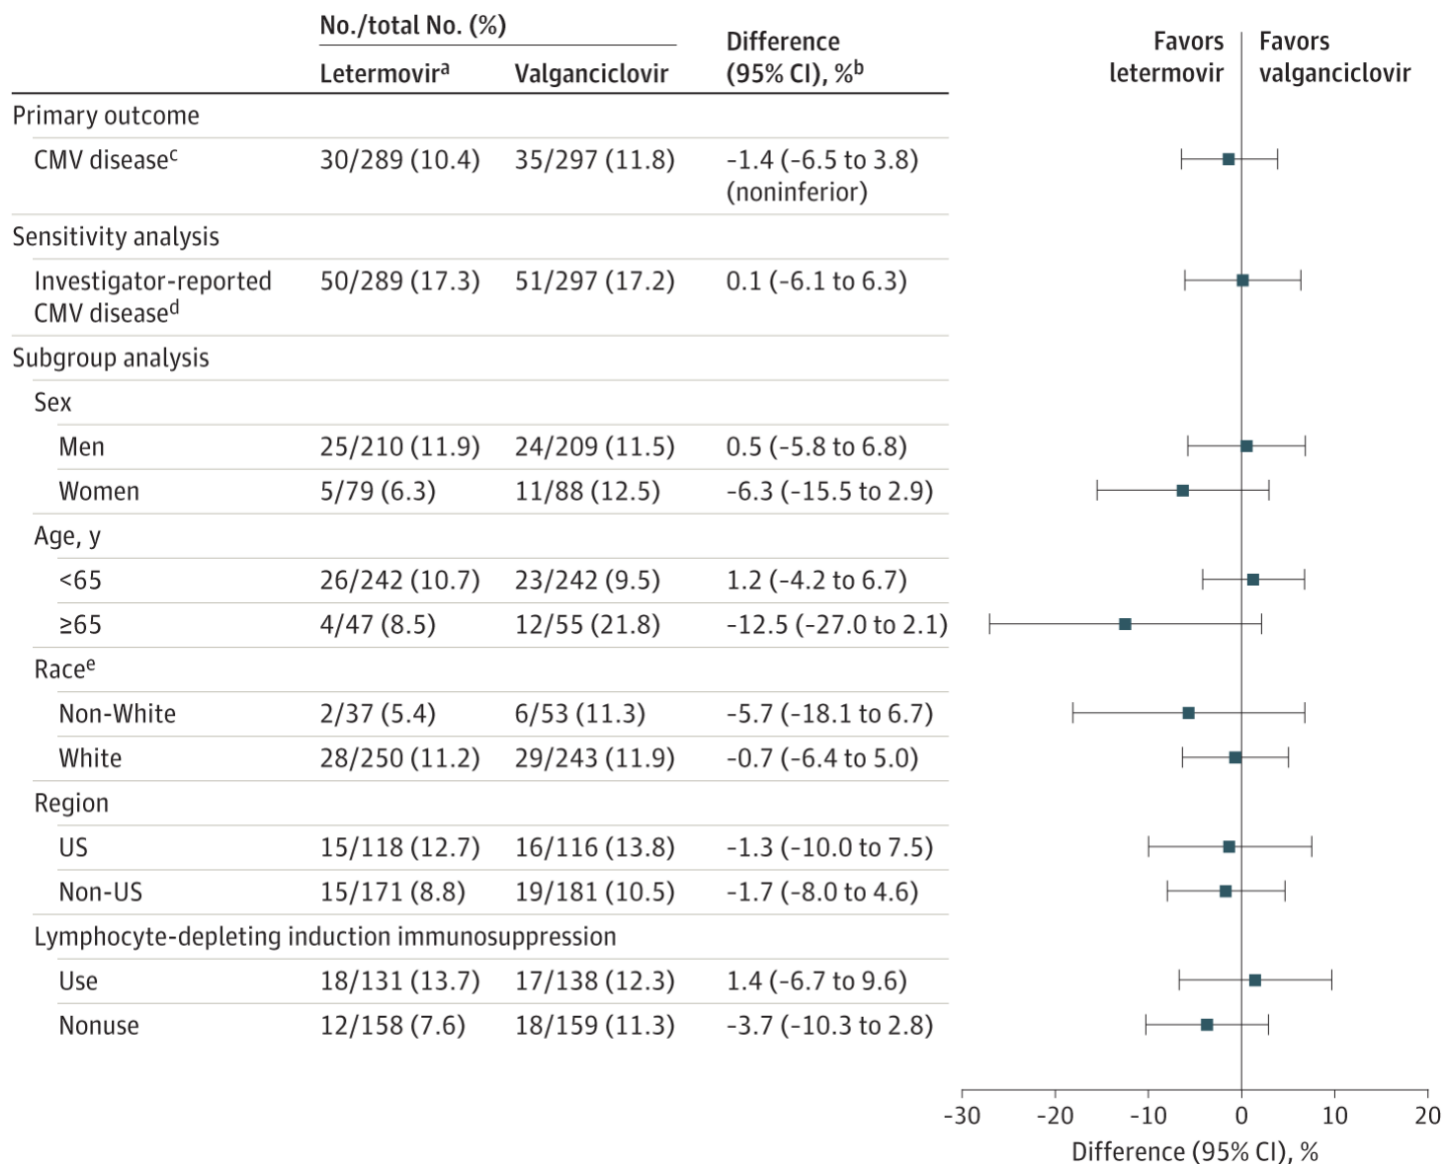 No./total No. (%)
Letermovirᵃ Valganciclovir Difference (95% CI), %ᵇ Favors letermovir Favors valganciclovir
Primary outcome
CMV diseaseᶜ 30/289 (10.4) 35/297 (11.8) -1.4 (-6.5 to 3.8)
(noninferior)
Sensitivity analysis
Investigator-reported 50/289 (17.3) 51/297 (17.2) 0.1 (-6.1 to 6.3)
CMV diseaseᵈ
Subgroup analysis
Sex
Men 25/210 (11.9) 24/209 (11.5) 0.5 (-5.8 to 6.8)
Women 5/79 (6.3) 11/88 (12.5) -6.3 (-15.5 to 2.9)
Age, y
<65 26/242 (10.7) 23/242 (9.5) 1.2 (-4.2 to 6.7)
≥65 4/47 (8.5) 12/55 (21.8) -12.5 (-27.0 to 2.1)
Raceᵉ
Non-White 2/37 (5.4) 6/53 (11.3) -5.7 (-18.1 to 6.7)
White 28/250 (11.2) 29/243 (11.9) -0.7 (-6.4 to 5.0)
Region
US 15/118 (12.7) 16/116 (13.8) -1.3 (-10.0 to 7.5)
Non-US 15/171 (8.8) 19/181 (10.5) -1.7 (-8.0 to 4.6)
Lymphocyte-depleting induction immunosuppression
Use 18/131 (13.7) 17/138 (12.3) 1.4 (-6.7 to 9.6)
Nonuse 12/158 (7.6) 18/159 (11.3) -3.7 (-10.3 to 2.8)
-30 -20 -10 0 10 20
Difference (95% CI), %